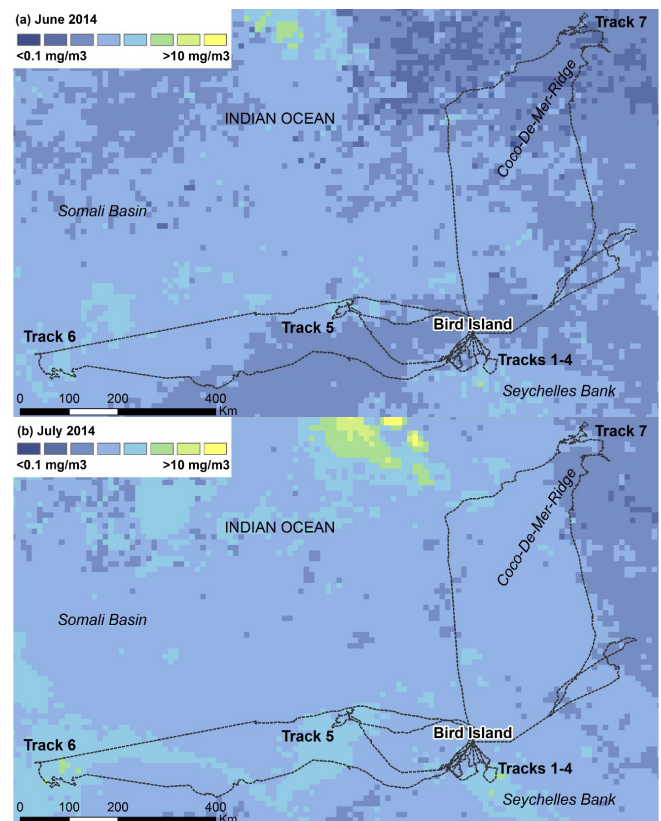 (a) June 2014
<0.1 mg/m3 >10 mg/m3
Track 7
INDIAN OCEAN
Coco-De-Mer-Ridge
Somali Basin
Track 5
Bird Island
Track 6
Tracks 1-4
Seychelles Bank
0 100 200 400
Km
(b) July 2014
<0.1 mg/m3 >10 mg/m3
Track 7
INDIAN OCEAN
Coco-De-Mer-Ridge
Somali Basin
Track 5
Bird Island
Track 6
Tracks 1-4
Seychelles Bank
0 100 200 400
Km